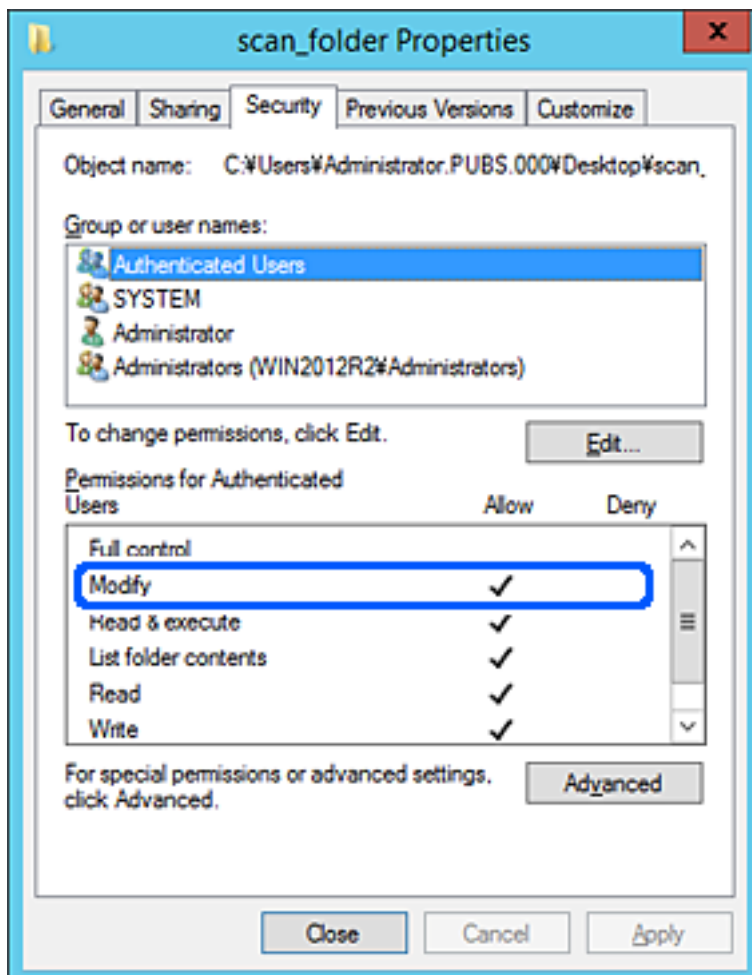 scan_folder Properties
General Sharing Security Previous Versions Customize
Object name: C:¥Users¥Administrator.PUBS.000¥Desktop¥scan_
Group or user names:
Authenticated Users
SYSTEM
Administrator
Administrators (WIN2012R2¥Administrators)
To change permissions, click Edit.
Edit...
Permissions for Authenticated
Users Allow Deny
Full control
Modify
Read & execute
List folder contents
Read
Write
For special permissions or advanced settings,
click Advanced.
Advanced
Close Cancel Apply